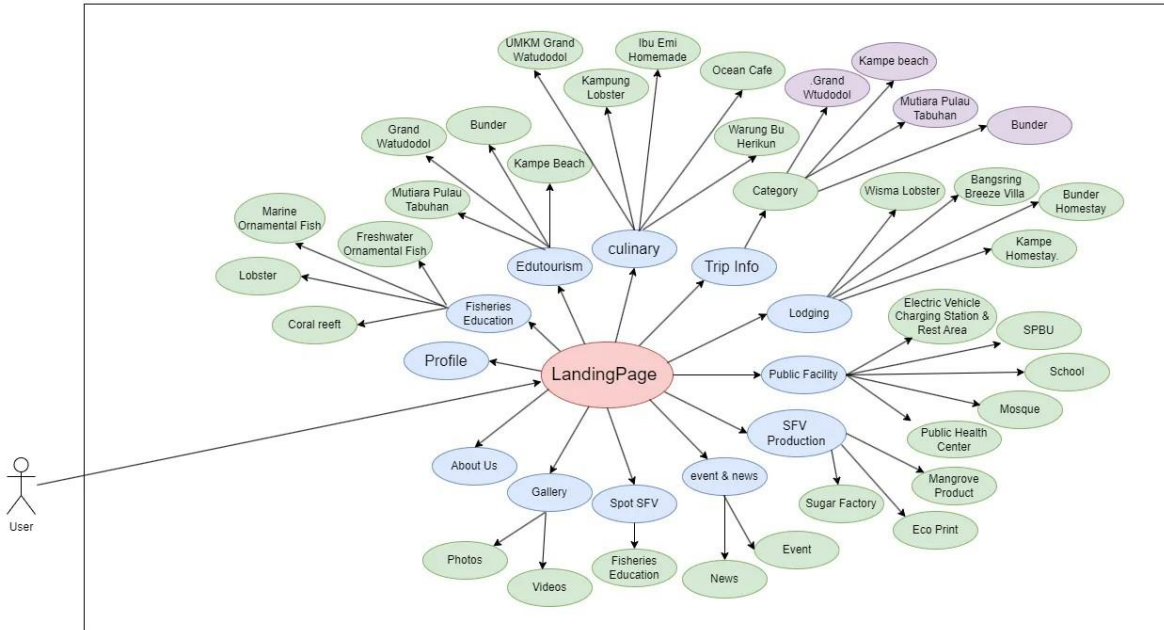 UMKM Grand
Watudodol
Ibu Emi
Homemade
Kampung
Lobster
Ocean Cafe
.Grand
Wtudodol
Kampe beach
Mutiara Pulau
Tabuhan
Bunder
Grand
Watudodol
Bunder
Kampe Beach
Mutiara Pulau
Tabuhan
Warung Bu
Herikun
Category
Wisma Lobster
Bangsring
Breeze Villa
Bunder
Homestay
Kampe
Homestay.
Marine
Ornamental Fish
Freshwater
Ornamental Fish
Lobster
Coral reeft
Edutourism
culinary
Trip Info
Fisheries
Education
Lodging
Electric Vehicle
Charging Station &
Rest Area
SPBU
School
Mosque
Public Health
Center
Profile
LandingPage
Public Facility
SFV
Production
Mangrove
Product
Eco Print
Sugar Factory
About Us
Gallery
Spot SFV
event & news
Photos
Videos
Fisheries
Education
News
Event
User